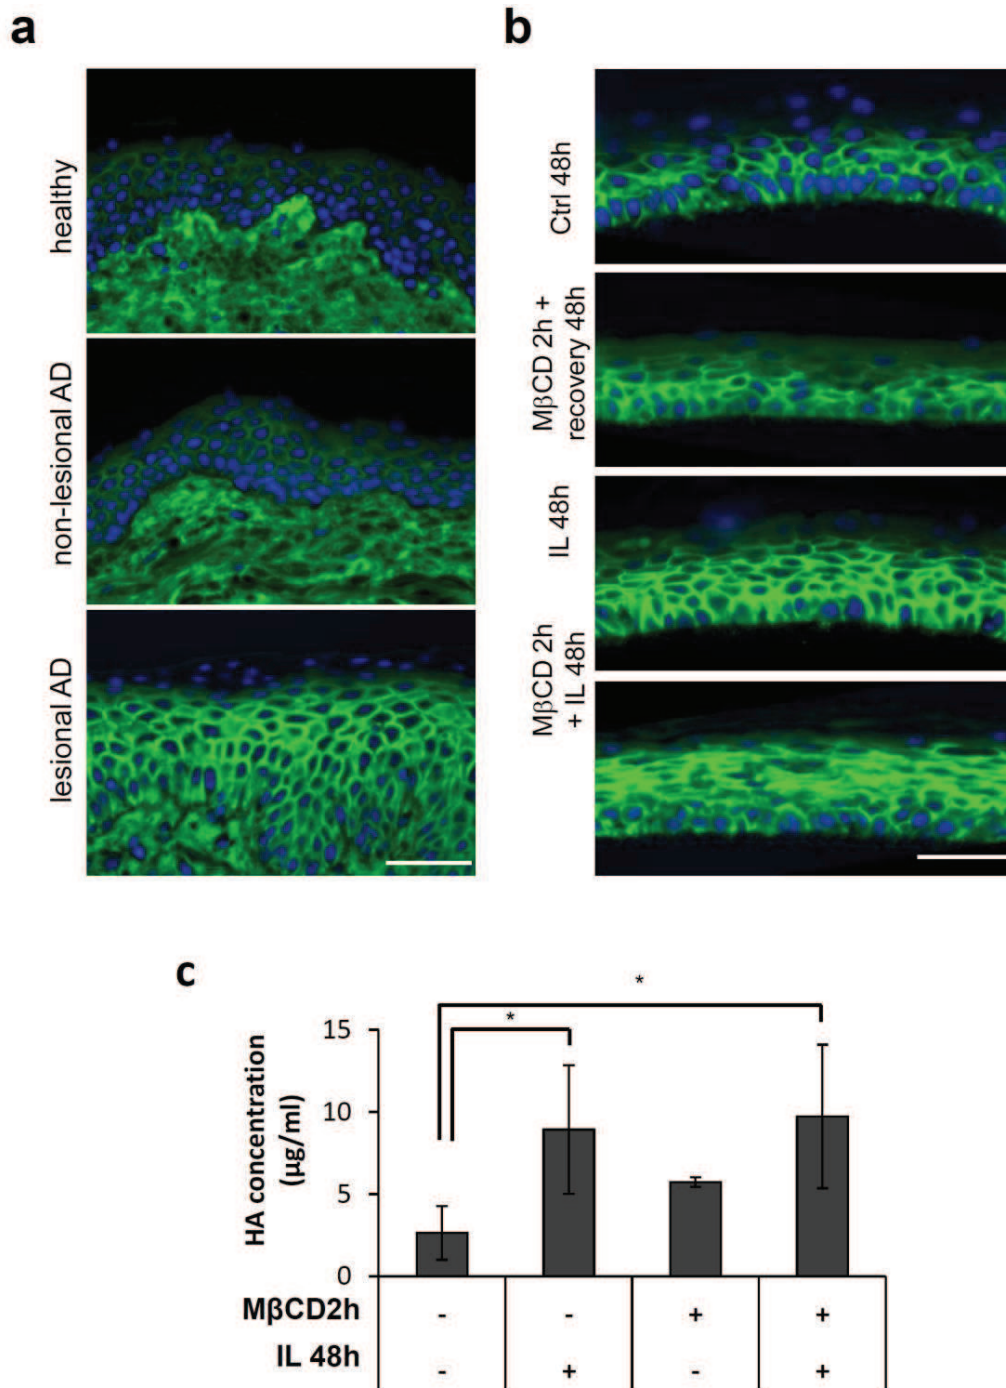 a
b
healthy
non-lesional AD
lesional AD
Ctrl 48h
MβCD 2h +
recovery 48h
IL 48h
MβCD 2h
+ IL 48h
c
*
*
HA concentration
(µg/ml)
15
10
5
0
MβCD2h - - + +
IL 48h - + - +